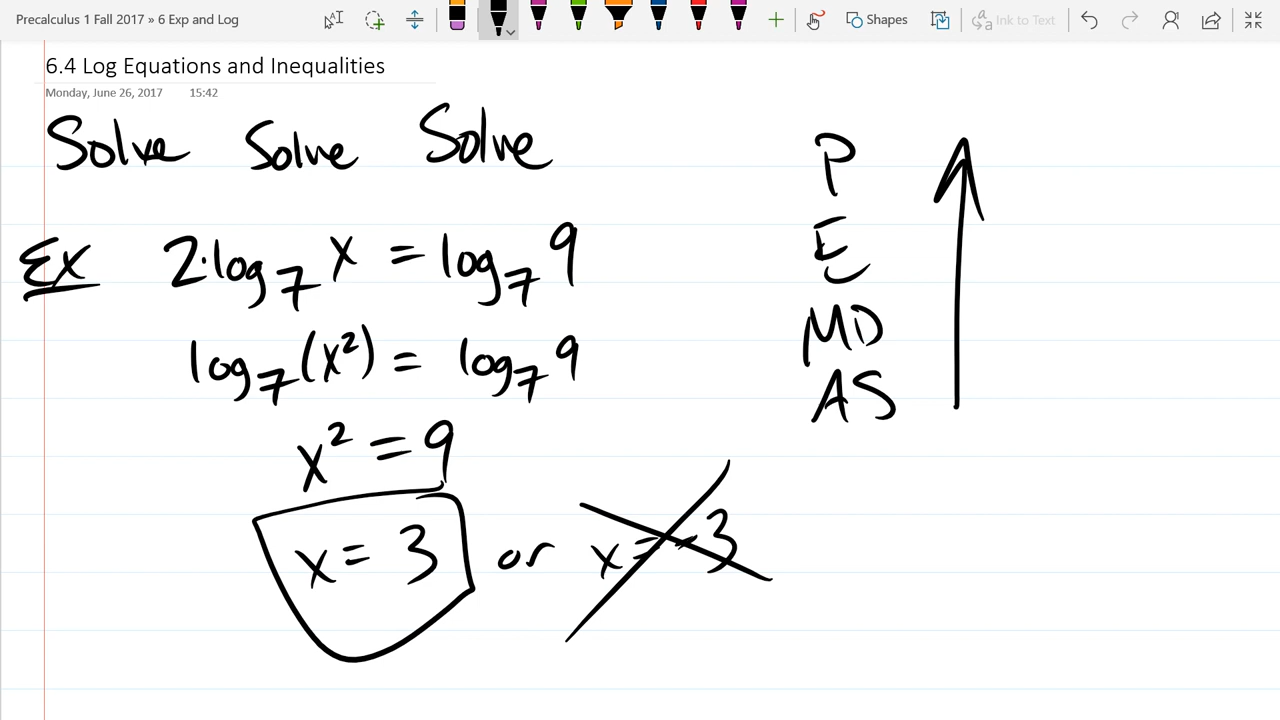 Precalculus 1 Fall 2017 » 6 Exp and Log
Shapes
Ink to Text
6.4 Log Equations and Inequalities
Monday, June 26, 2017 15:42
Solve Solve Solve
Ex 2·log₇ x = log₇ 9
log₇(x²) = log₇ 9
x² = 9
x = 3 or x = -3
P
E
MD
AS